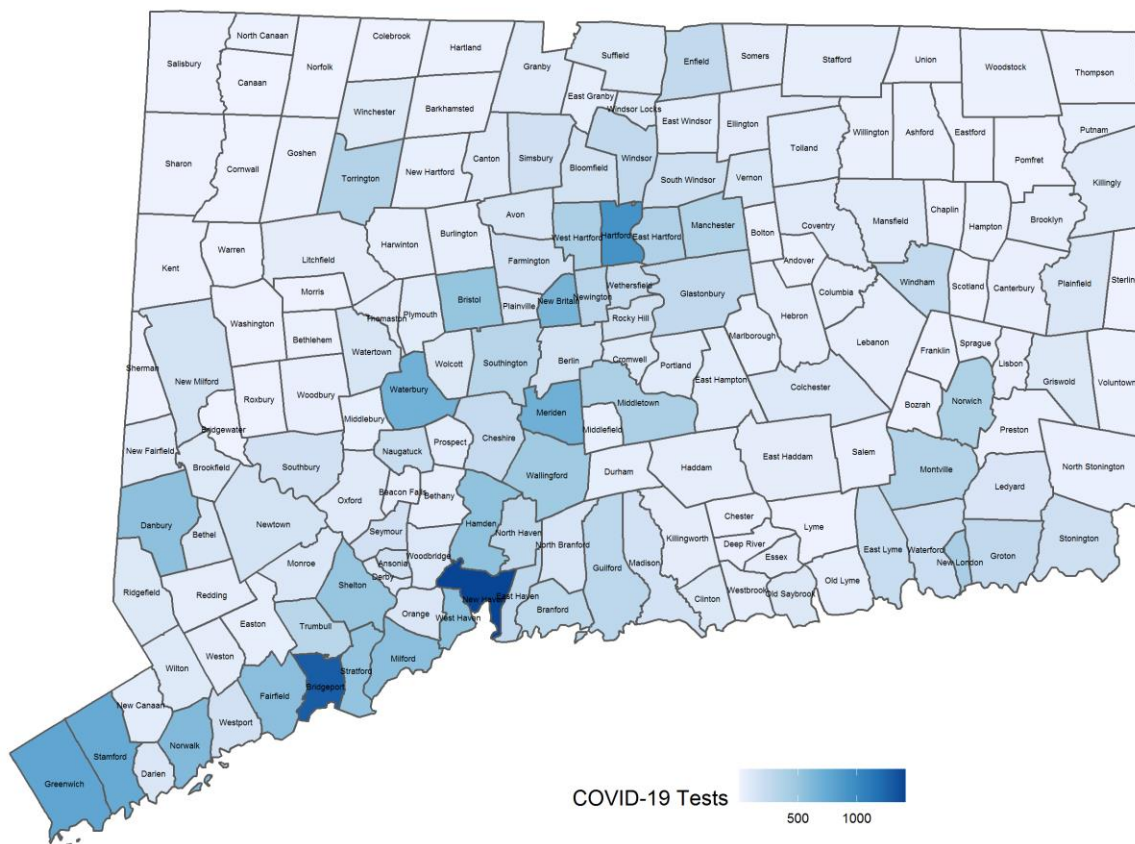 North Canaan
Colebrook
Hartland
Suffield
Enfield
Somers
Stafford
Union
Woodstock
Thompson
Salisbury
Norfolk
Granby
Canaan
East Granby
Windsor Locks
Winchester
Barkhamsted
East Windsor
Ellington
Willington
Ashford
Eastford
Putnam
Sharon
Cornwall
Goshen
Torrington
New Hartford
Canton
Simsbury
Bloomfield
Windsor
South Windsor
Vernon
Tolland
Pomfret
Killingly
Avon
West Hartford
Hartford
East Hartford
Manchester
Bolton
Coventry
Mansfield
Chaplin
Hampton
Brooklyn
Kent
Warren
Litchfield
Harwinton
Burlington
Farmington
Andover
Morris
Bristol
Plainville
New Britain
Newington
Wethersfield
Glastonbury
Columbia
Windham
Scotland
Canterbury
Plainfield
Sterlin
Washington
Bethlehem
Thomaston
Plymouth
Rocky Hill
Hebron
Marlborough
Watertown
Wolcott
Southington
Berlin
Cromwell
Portland
East Hampton
Lebanon
Franklin
Sprague
Lisbon
Sherman
New Milford
Roxbury
Woodbury
Waterbury
Meriden
Middletown
Colchester
Bozrah
Norwich
Griswold
Voluntown
Middlebury
Bridgewater
Prospect
Cheshire
Middlefield
Preston
New Fairfield
Brookfield
Southbury
Naugatuck
Wallingford
Durham
Haddam
East Haddam
Salem
Montville
North Stonington
Ledyard
Danbury
Bethel
Newtown
Oxford
Beacon Falls
Bethany
Hamden
North Haven
North Branford
Killingworth
Chester
Deep River
Essex
Lyme
Seymour
Woodbridge
Guilford
Madison
East Lyme
Waterford
New London
Groton
Stonington
Ridgefield
Redding
Monroe
Ansonia
Derby
Shelton
New Haven
East Haven
Branford
Clinton
Westbrook
Old Saybrook
Old Lyme
Easton
Trumbull
Orange
West Haven
Wilton
Weston
Bridgeport
Stratford
Milford
New Canaan
Fairfield
Westport
Norwalk
Stamford
Greenwich
Darien
COVID-19 Tests
500 1000